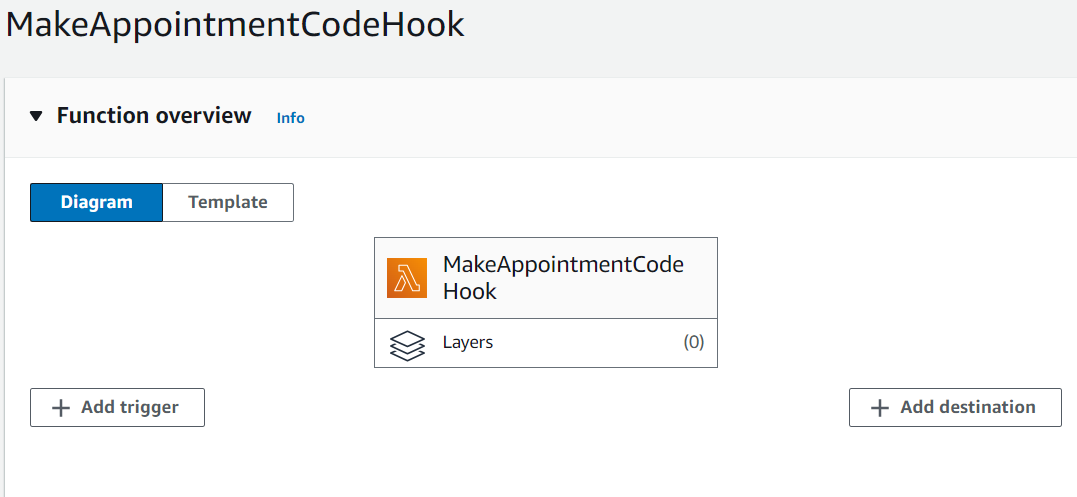 MakeAppointmentCodeHook
Function overview Info
Diagram Template
MakeAppointmentCode
Hook
Layers (0)
Add trigger Add destination